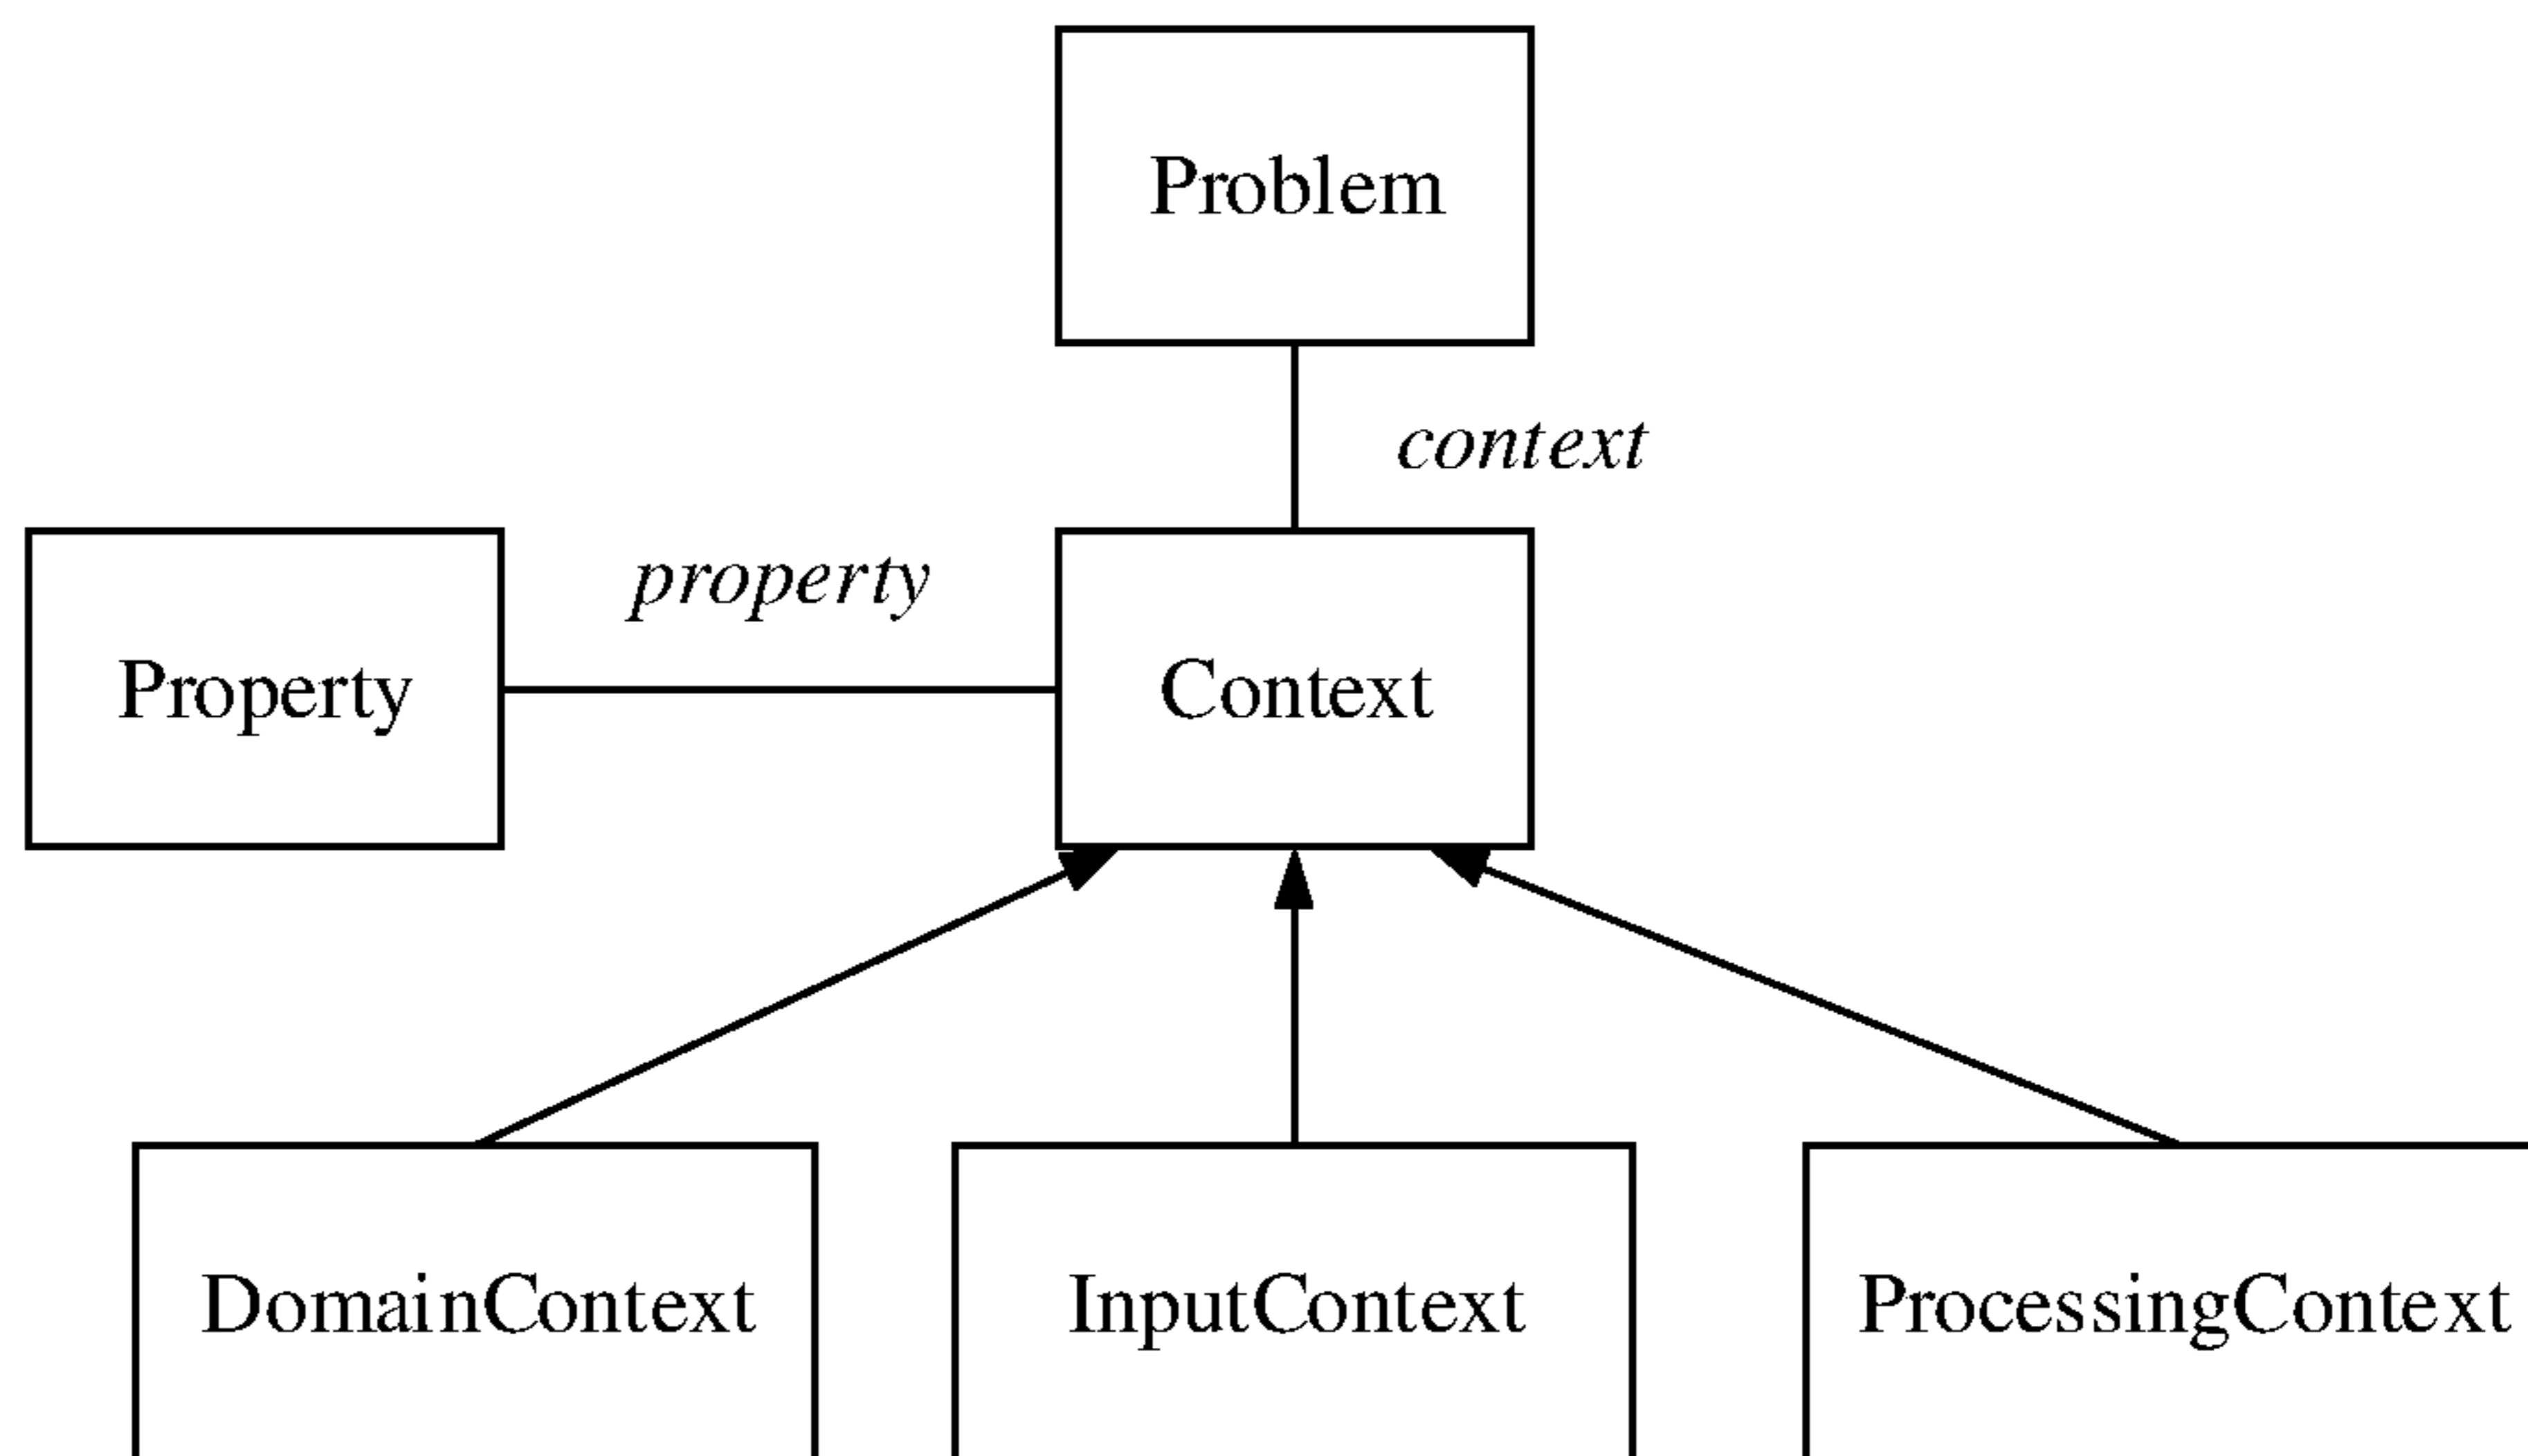 Problem
context
property
Property
Context
DomainContext
InputContext
ProcessingContext